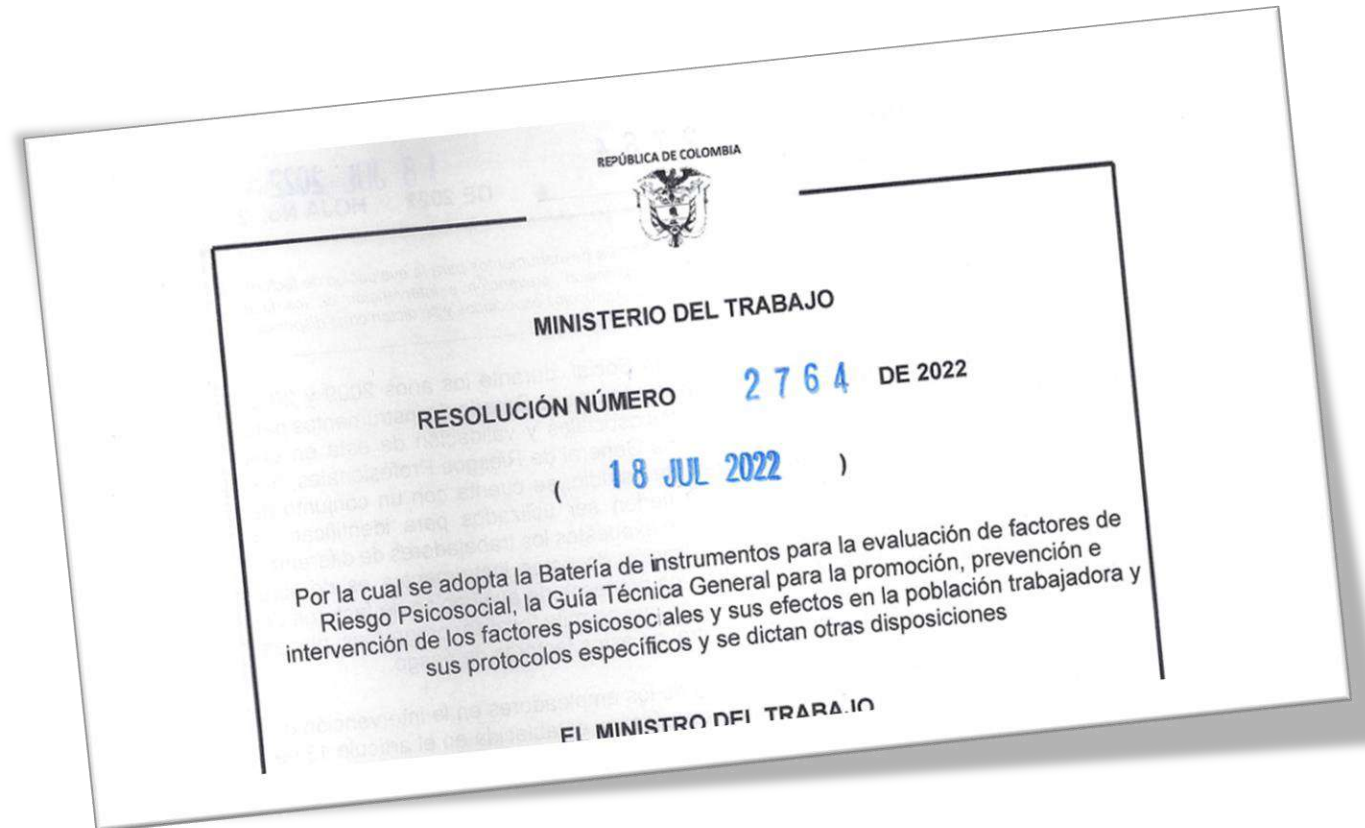 REPÚBLICA DE COLOMBIA
MINISTERIO DEL TRABAJO
RESOLUCIÓN NÚMERO 2764 DE 2022
( 18 JUL 2022 )
Por la cual se adopta la Batería de instrumentos para la evaluación de factores de
Riesgo Psicosocial, la Guía Técnica General para la promoción, prevención e
intervención de los factores psicosociales y sus efectos en la población trabajadora y
sus protocolos específicos y se dictan otras disposiciones
EL MINISTRO DEL TRABAJO